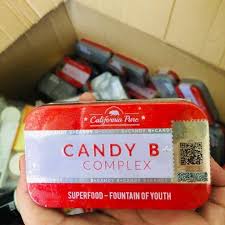 California Pure
CANDY B
COMPLEX
SUPERFOOD - FOUNTAIN OF YOUTH